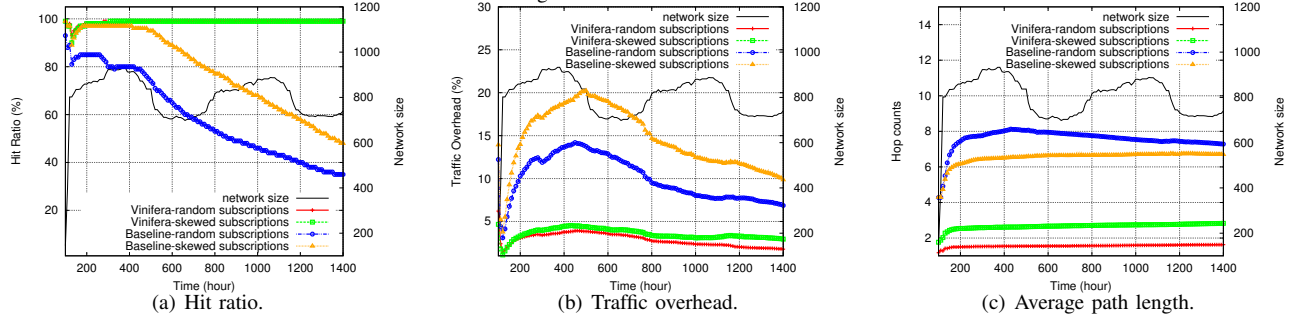 Hit Ratio (%)
100
80
60
40
20
200 400 600 800 1000 1200 1400
Time (hour)
1200
1000
800
600
400
200
Network size
network size
Vinifera-random subscriptions
Vinifera-skewed subscriptions
Baseline-random subscriptions
Baseline-skewed subscriptions
(a) Hit ratio.
Traffic Overhead (%)
30
25
20
15
10
5
200 400 600 800 1000 1200 1400
Time (hour)
1200
1000
800
600
400
200
Network size
network size
Vinifera-random subscriptions
Vinifera-skewed subscriptions
Baseline-random subscriptions
Baseline-skewed subscriptions
(b) Traffic overhead.
Hop counts
14
12
10
8
6
4
2
200 400 600 800 1000 1200 1400
Time (hour)
1200
1000
800
600
400
200
Network size
network size
Vinifera-random subscriptions
Vinifera-skewed subscriptions
Baseline-random subscriptions
Baseline-skewed subscriptions
(c) Average path length.